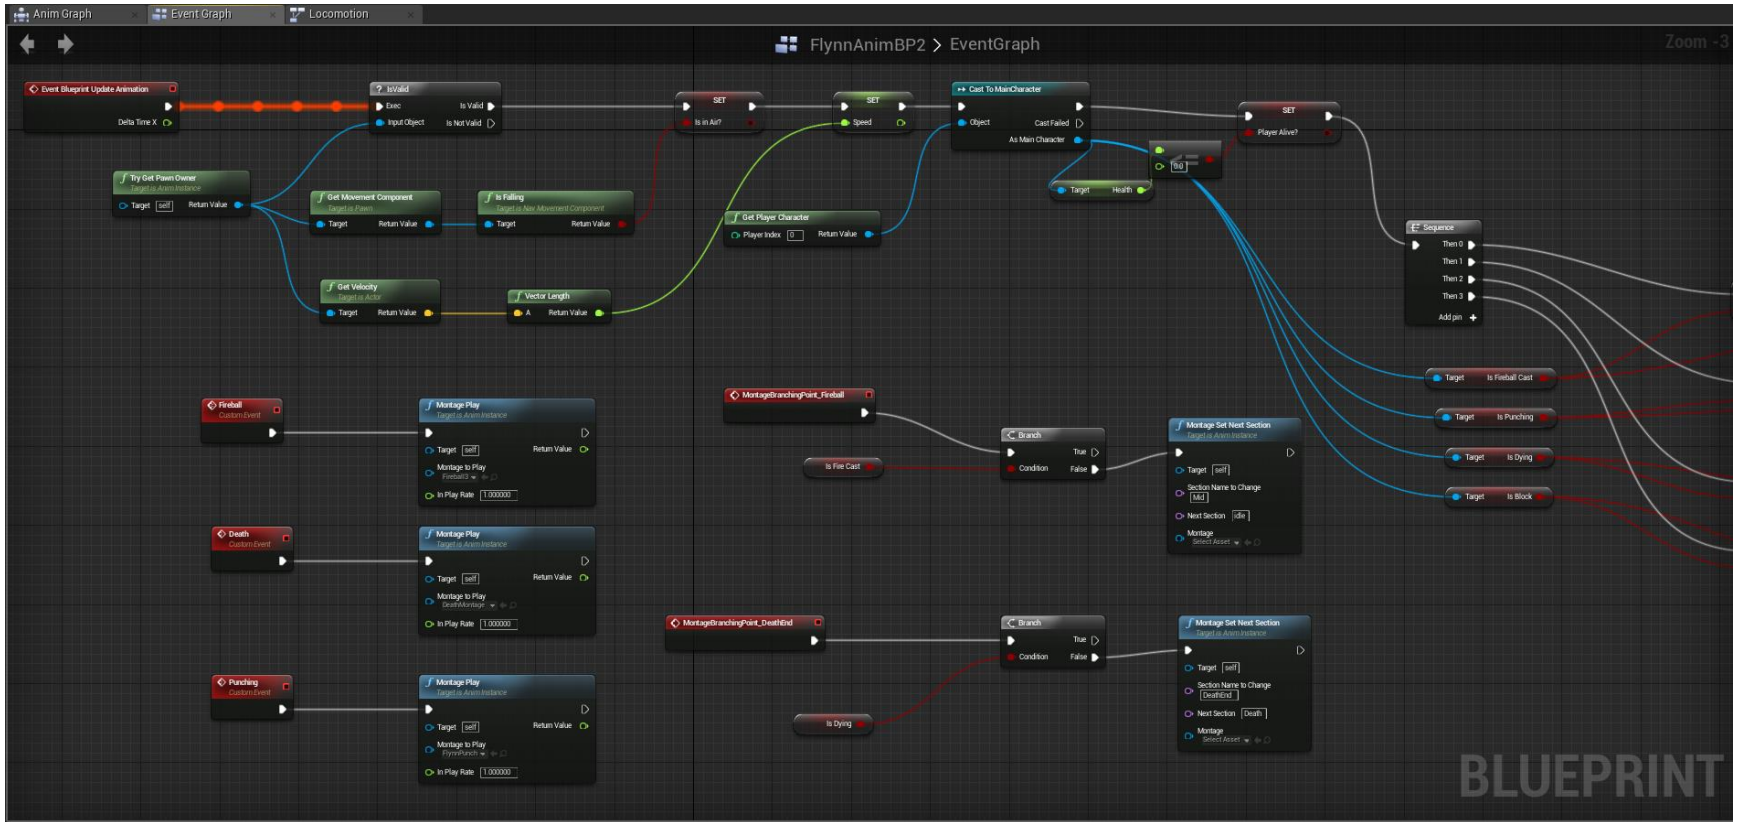 Anim Graph
Event Graph
Locomotion
FlynnAnimBP2 > EventGraph
Zoom -3
Event Blueprint Update Animation
Delta Time X
? IsValid
Exec
Is Valid
Input Object
Is Not Valid
SET
Is in Air?
SET
Speed
Cast To MainCharacter
Object
Cast Failed
As Main Character
SET
Player Alive?
0.0
Target
Health
Try Get Pawn Owner
Target is Anim Instance
Target
self
Return Value
Get Movement Component
Target is Pawn
Target
Return Value
Is Falling
Target is Nav Movement Component
Target
Return Value
Get Player Character
Player Index
0
Return Value
Get Velocity
Target is Actor
Target
Return Value
Vector Length
A
Return Value
Sequence
Then 0
Then 1
Then 2
Then 3
Add pin +
Target
Is Fireball Cast
Target
Is Punching
Target
Is Dying
Target
Is Block
Fireball
Custom Event
Montage Play
Target is Anim Instance
Target
self
Return Value
Montage to Play
Fireball3
In Play Rate
1.000000
MontageBranchingPoint_Fireball
Is Fire Cast
Branch
True
Condition
False
Montage Set Next Section
Target is Anim Instance
Target
self
Section Name to Change
Mid
Next Section
idle
Montage
Select Asset
Death
Custom Event
Montage Play
Target is Anim Instance
Target
self
Return Value
Montage to Play
DeathMontage
In Play Rate
1.000000
MontageBranchingPoint_DeathEnd
Is Dying
Branch
True
Condition
False
Montage Set Next Section
Target is Anim Instance
Target
self
Section Name to Change
DeathEnd
Next Section
Death
Montage
Select Asset
Punching
Custom Event
Montage Play
Target is Anim Instance
Target
self
Return Value
Montage to Play
FlynnPunch
In Play Rate
1.000000
BLUEPRINT